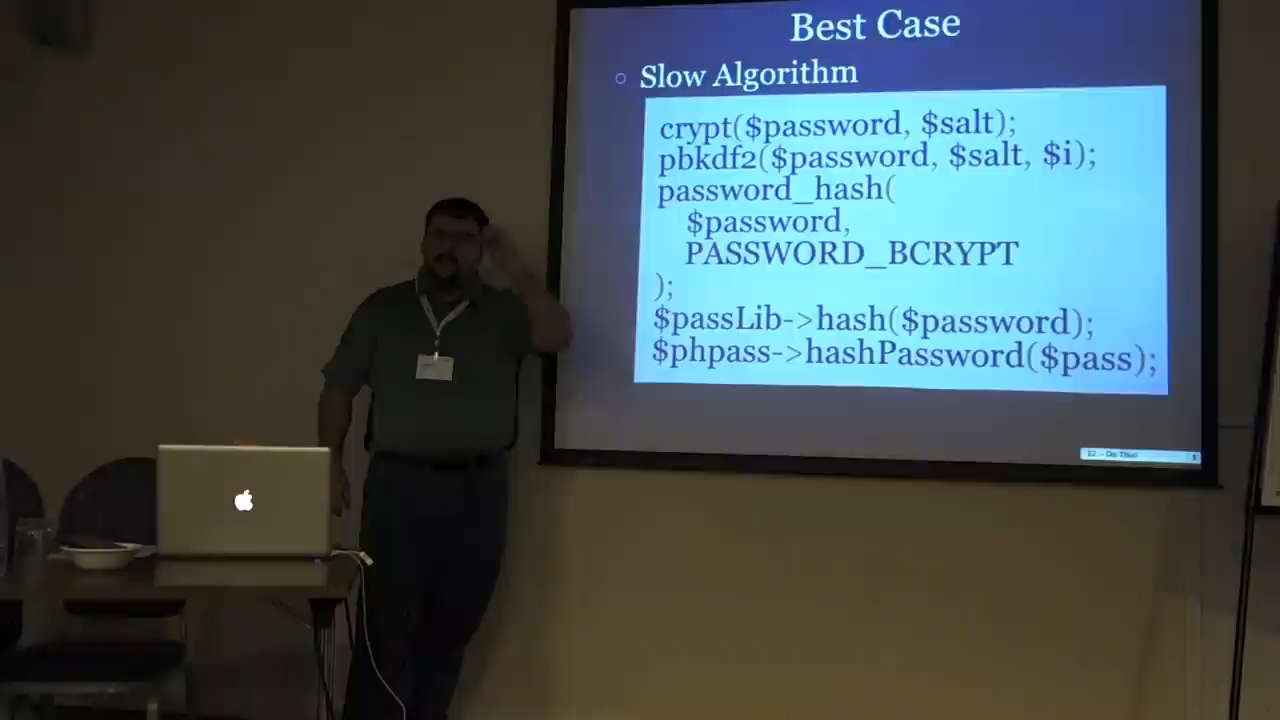 Best Case
Slow Algorithm
crypt($password, $salt);
pbkdf2($password, $salt, $i);
password_hash(
$password,
PASSWORD_BCRYPT
);
$passLib->hash($password);
$phpass->hashPassword($pass);